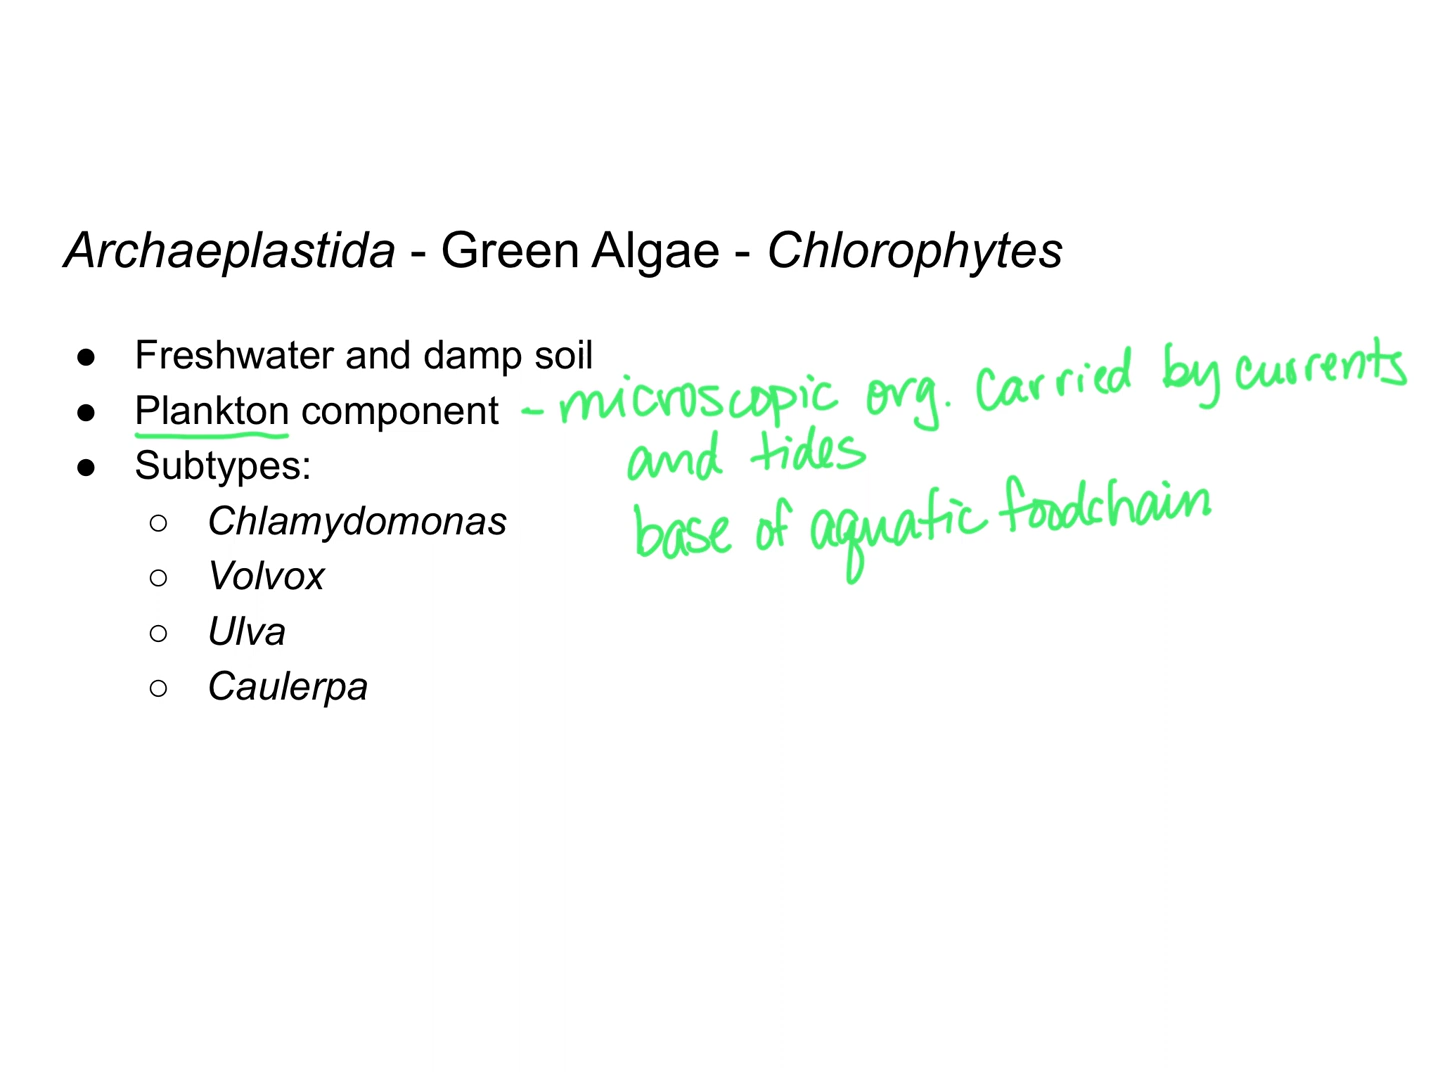 Archaeplastida - Green Algae - Chlorophytes
● Freshwater and damp soil
● Plankton component - microscopic org. carried by currents
and tides
● Subtypes:
base of aquatic foodchain
○ Chlamydomonas
○ Volvox
○ Ulva
○ Caulerpa